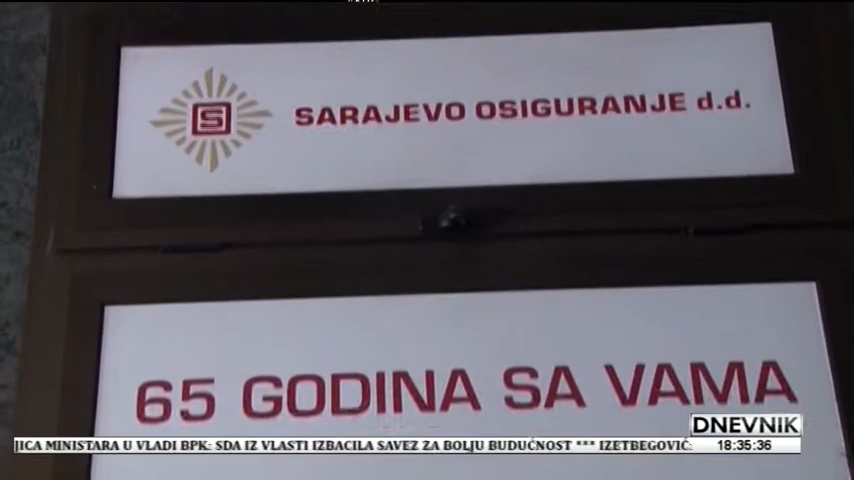 S
SARAJEVO OSIGURANJE d.d.
65 GODINA SA VAMA
DNEVNIK
JICA MINISTARA U VLADI BPK: SDA IZ VLASTI IZBACILA SAVEZ ZA BOLJU BUDUĆNOST *** IZETBEGOVIĆ:
18:35:36